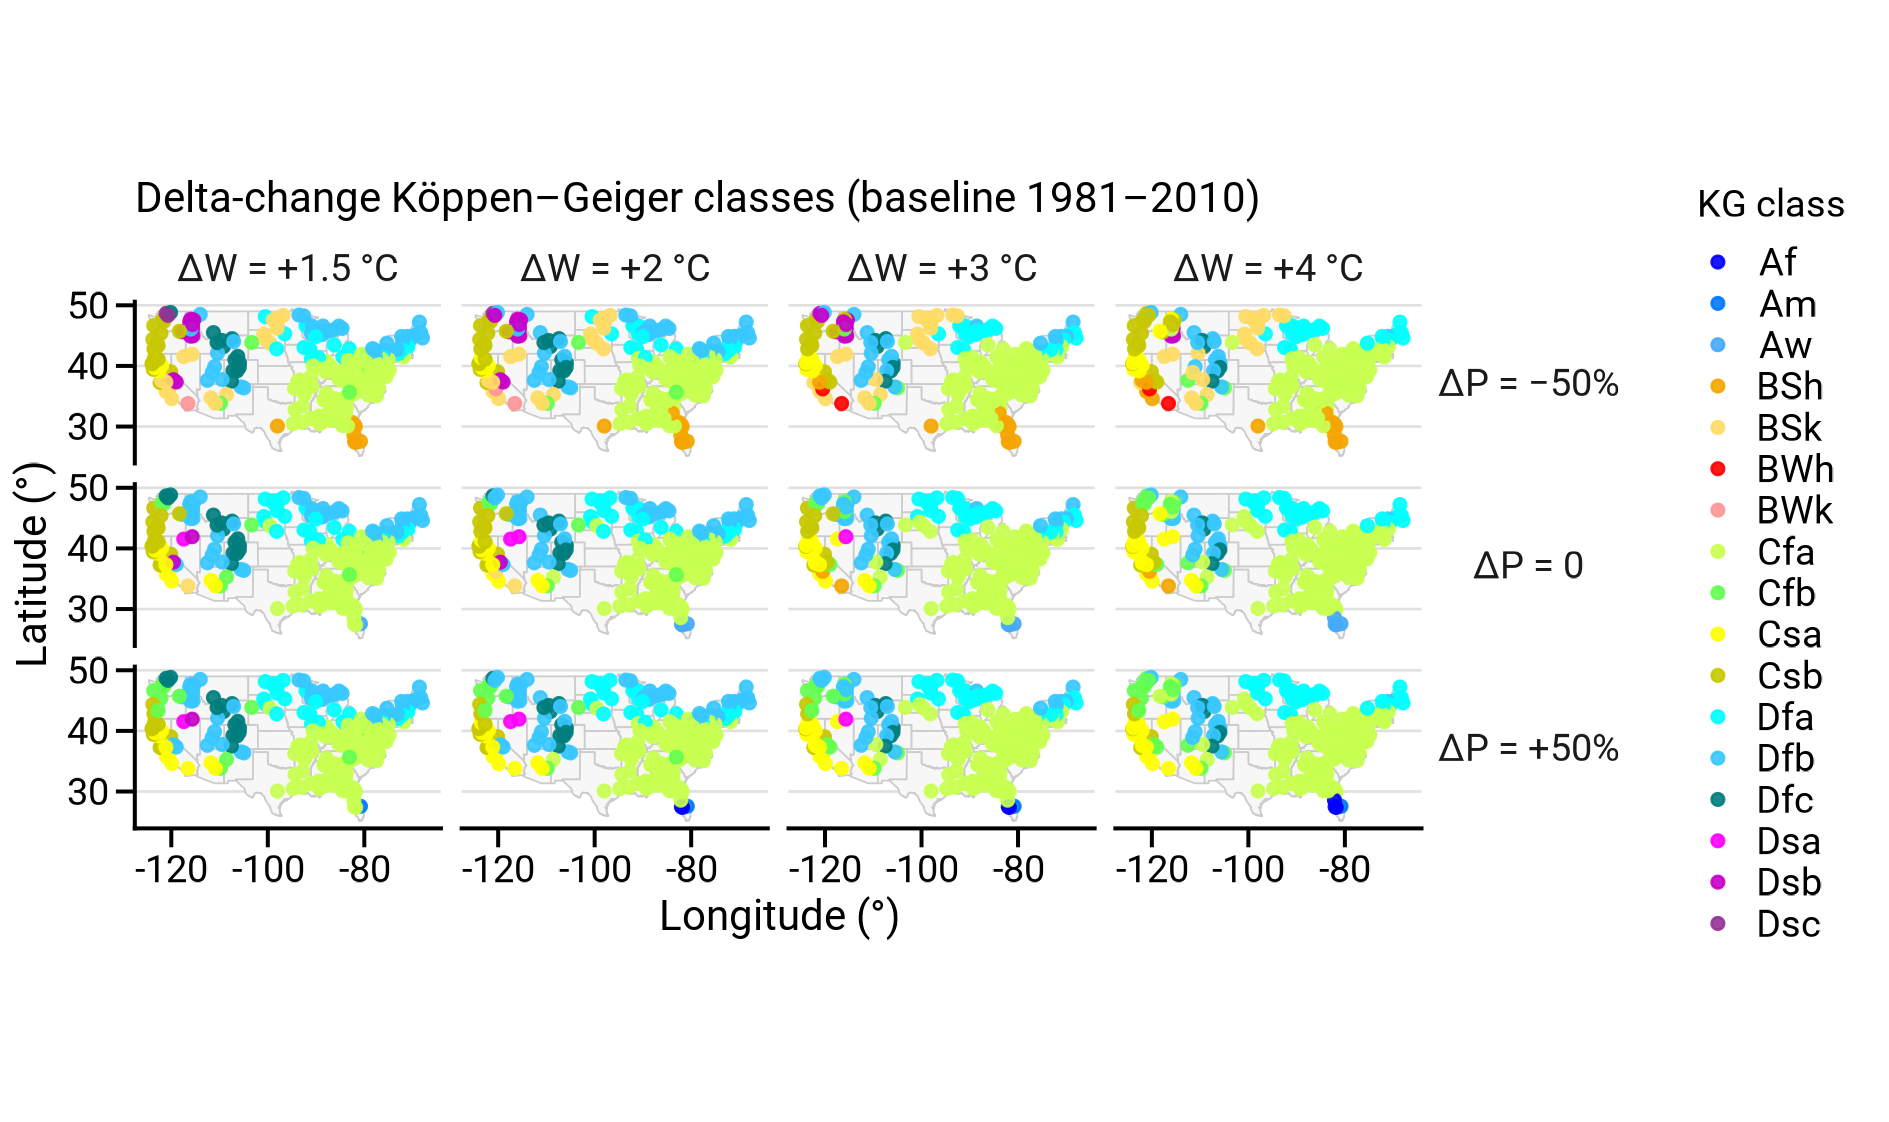 Delta-change Köppen–Geiger classes (baseline 1981–2010)
ΔW = +1.5 °C
ΔW = +2 °C
ΔW = +3 °C
ΔW = +4 °C
50
40
30
ΔP = −50%
50
40
30
ΔP = 0
50
40
30
ΔP = +50%
Latitude (°)
-120 -100 -80
-120 -100 -80
-120 -100 -80
-120 -100 -80
Longitude (°)
KG class
Af
Am
Aw
BSh
BSk
BWh
BWk
Cfa
Cfb
Csa
Csb
Dfa
Dfb
Dfc
Dsa
Dsb
Dsc